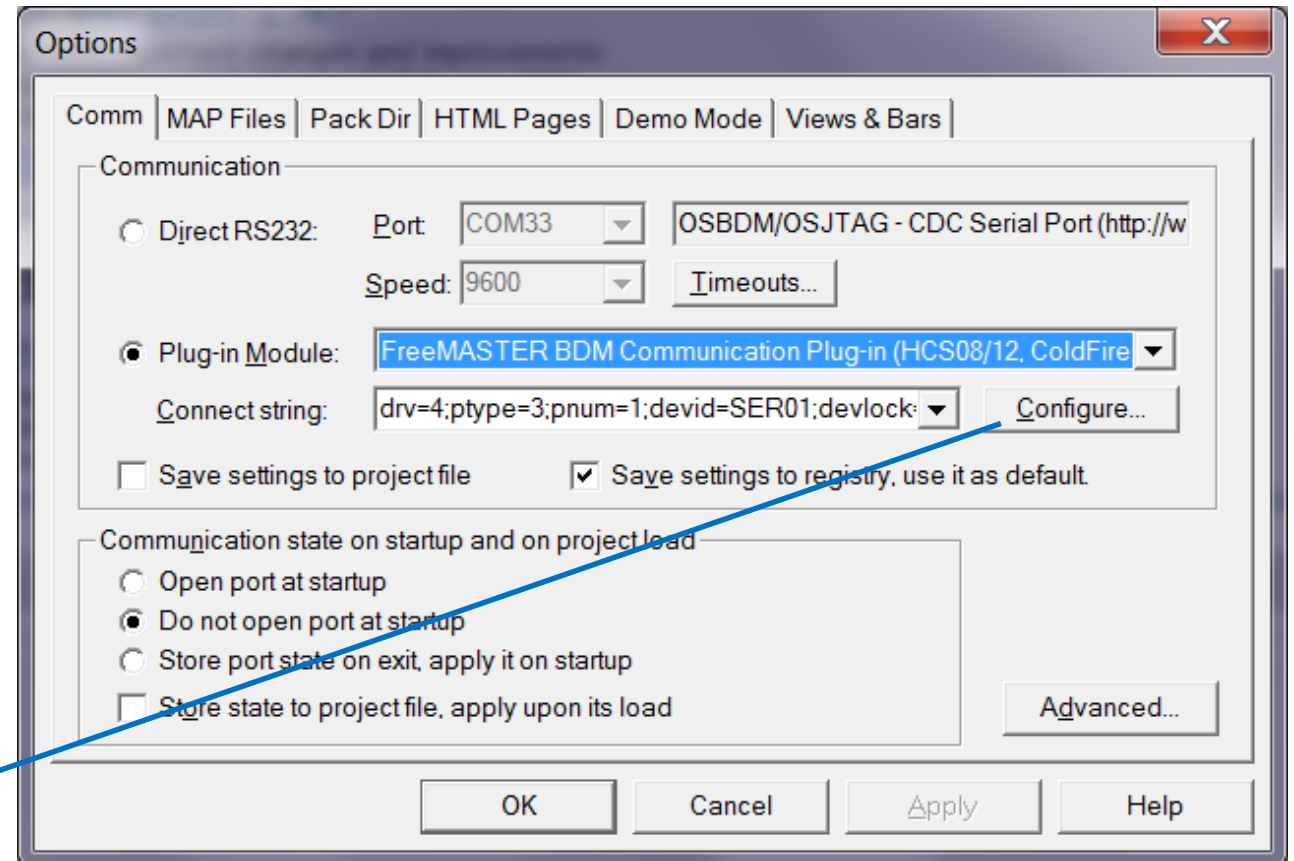 Options
Comm MAP Files Pack Dir HTML Pages Demo Mode Views & Bars
Communication
Direct RS232: Port: COM33 OSBDM/OSJTAG - CDC Serial Port (http://w
Speed: 9600 Timeouts...
Plug-in Module: FreeMASTER BDM Communication Plug-in (HCS08/12, ColdFire
Connect string: drv=4;ptype=3;pnum=1;devid=SER01;devlock= Configure...
Save settings to project file Save settings to registry, use it as default.
Communication state on startup and on project load
Open port at startup
Do not open port at startup
Store port state on exit, apply it on startup
Store state to project file, apply upon its load Advanced...
OK Cancel Apply Help